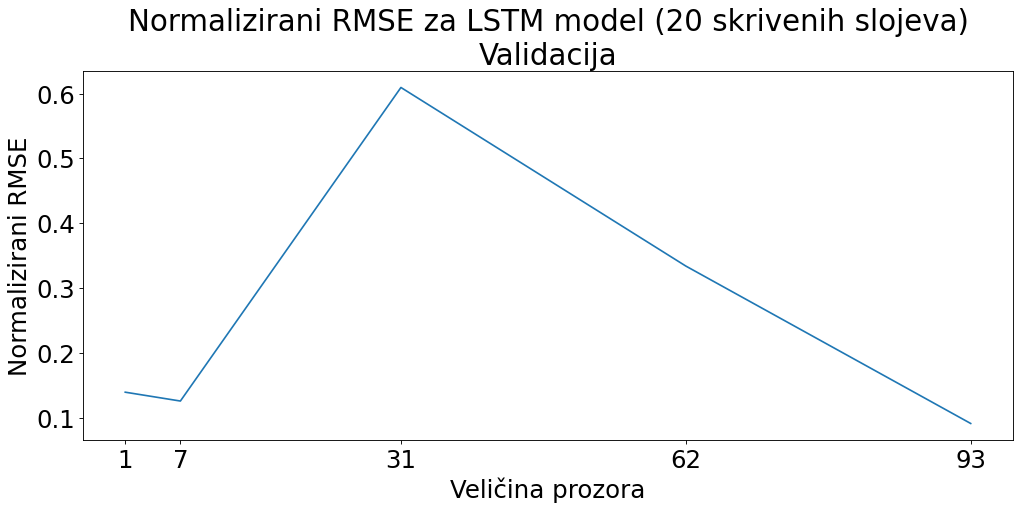 Normalizirani RMSE za LSTM model (20 skrivenih slojeva)
Validacija
Normalizirani RMSE
0.6
0.5
0.4
0.3
0.2
0.1
1 7 31 62 93
Veličina prozora